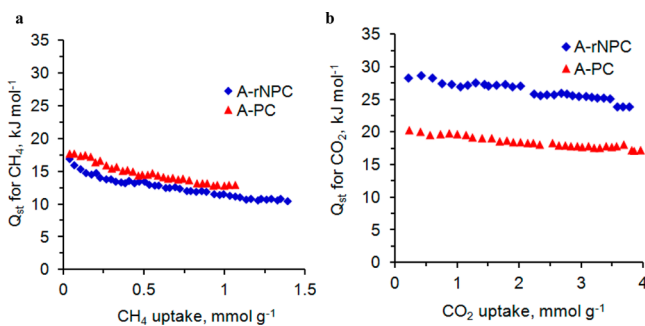 a
Qst for CH4, kJ mol-1
35
30
25
20
15
10
5
0
A-rNPC
A-PC
0
0.5
1
1.5
CH4 uptake, mmol g-1
b
Qst for CO2, kJ mol-1
35
30
25
20
15
10
5
0
A-rNPC
A-PC
0
1
2
3
4
CO2 uptake, mmol g-1